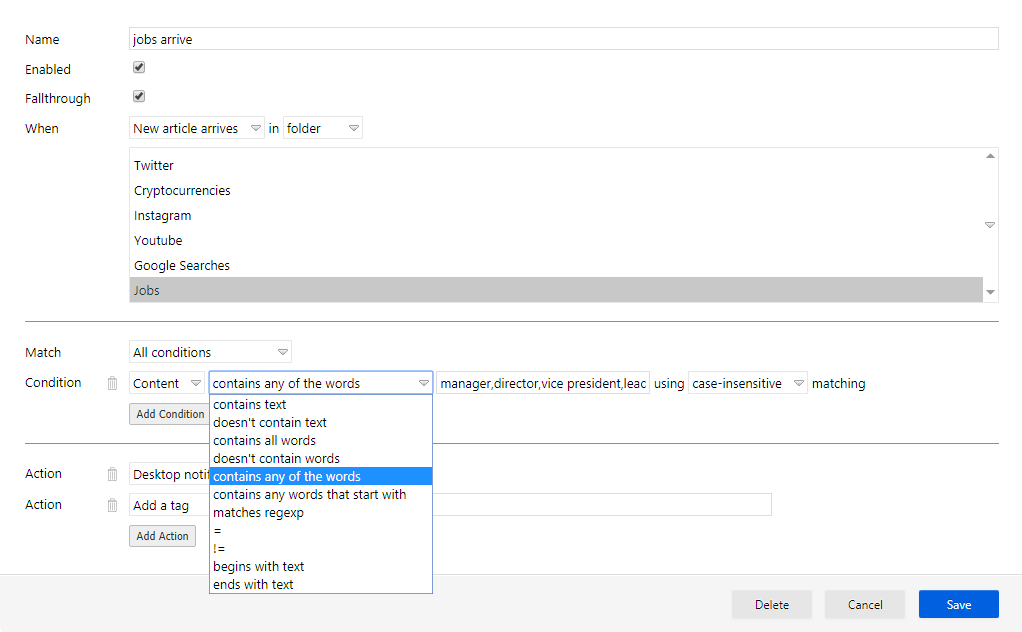 Name jobs arrive
Enabled
Fallthrough
When New article arrives in folder
Twitter
Cryptocurrencies
Instagram
Youtube
Google Searches
Jobs
Match All conditions
Condition Content contains any of the words manager,director,vice president,leac using case-insensitive matching
Add Condition
contains text
doesn't contain text
contains all words
doesn't contain words
contains any of the words
contains any words that start with
matches regexp
=
!=
begins with text
ends with text
Action Desktop notif
Action Add a tag
Add Action
Delete Cancel Save